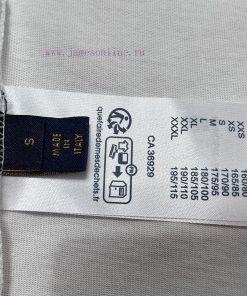 www.jamesonline.ru
S
MADE
IN
ITALY
quefairedemesdechets.fr
CA 36929
XXS
XS
S
M
L
XL
XXL
XXXL
160/80
165/85
170/90
175/95
180/100
185/105
190/110
195/115